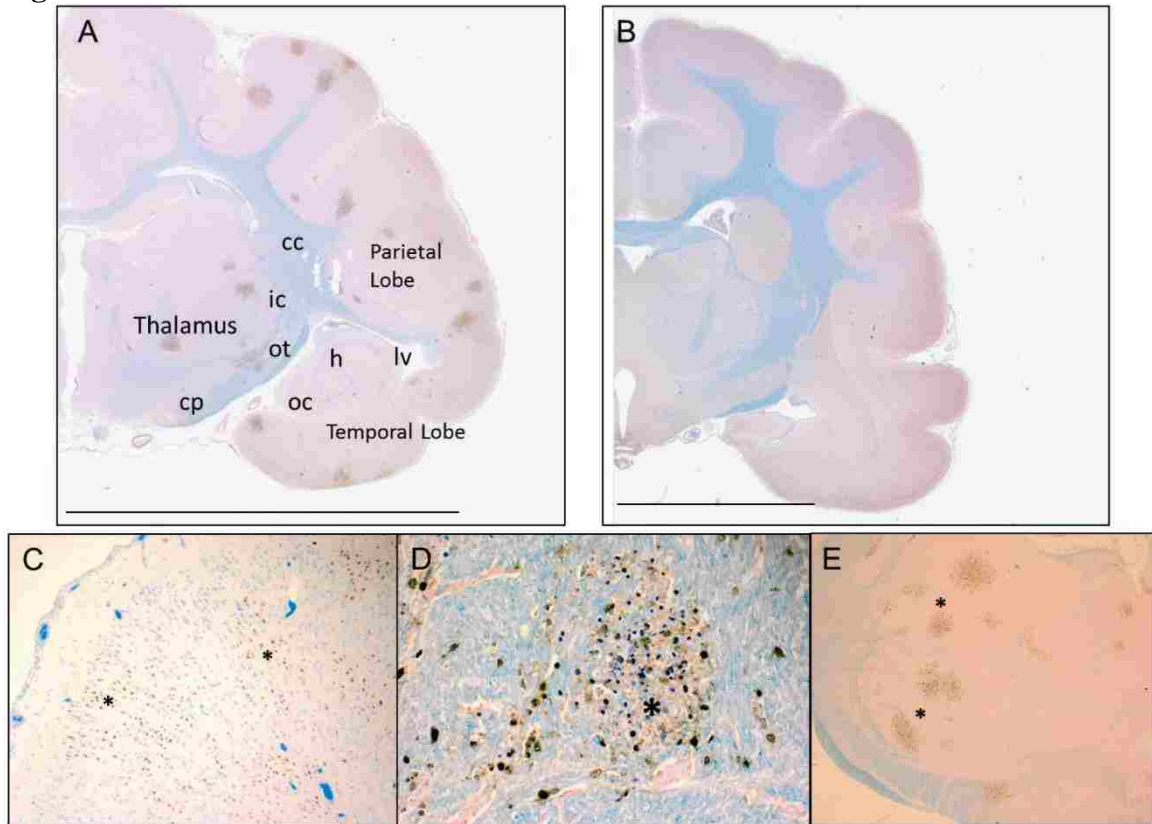 A
B
cc
Parietal
Lobe
ic
Thalamus
ot
h
lv
cp
oc
Temporal Lobe
C
*
*
D
*
E
*
*